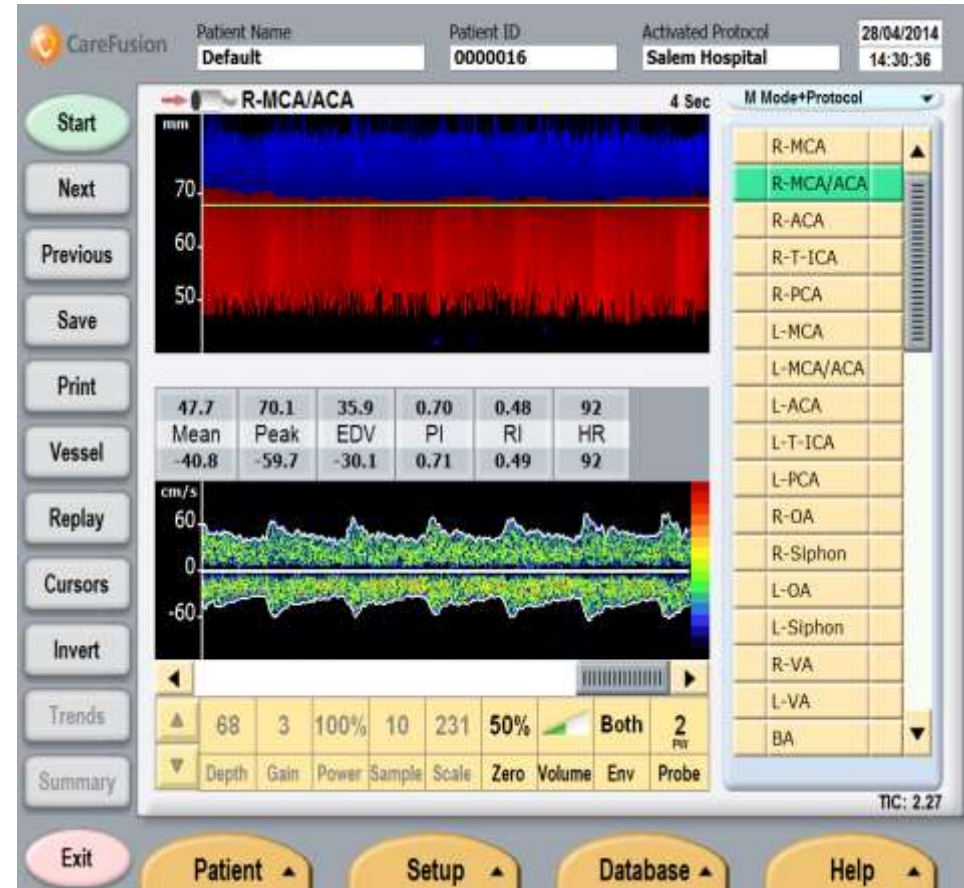 CareFusion
Patient Name Patient ID Activated Protocol 28/04/2014
Default 0000016 Salem Hospital 14:30:36
Start
Next
Previous
Save
Print
Vessel
Replay
Cursors
Invert
Trends
Summary
Exit
R-MCA/ACA 4 Sec
mm
70
60
50
47.7 70.1 35.9 0.70 0.48 92
Mean Peak EDV PI RI HR
-40.8 -59.7 -30.1 0.71 0.49 92
cm/s
60
0
-60
68 3 100% 10 231 50% Both 2
PW
Depth Gain Power Sample Scale Zero Volume Env Probe
M Mode+Protocol
R-MCA
R-MCA/ACA
R-ACA
R-T-ICA
R-PCA
L-MCA
L-MCA/ACA
L-ACA
L-T-ICA
L-PCA
R-OA
R-Siphon
L-OA
L-Siphon
R-VA
L-VA
BA
TIC: 2.27
Patient Setup Database Help